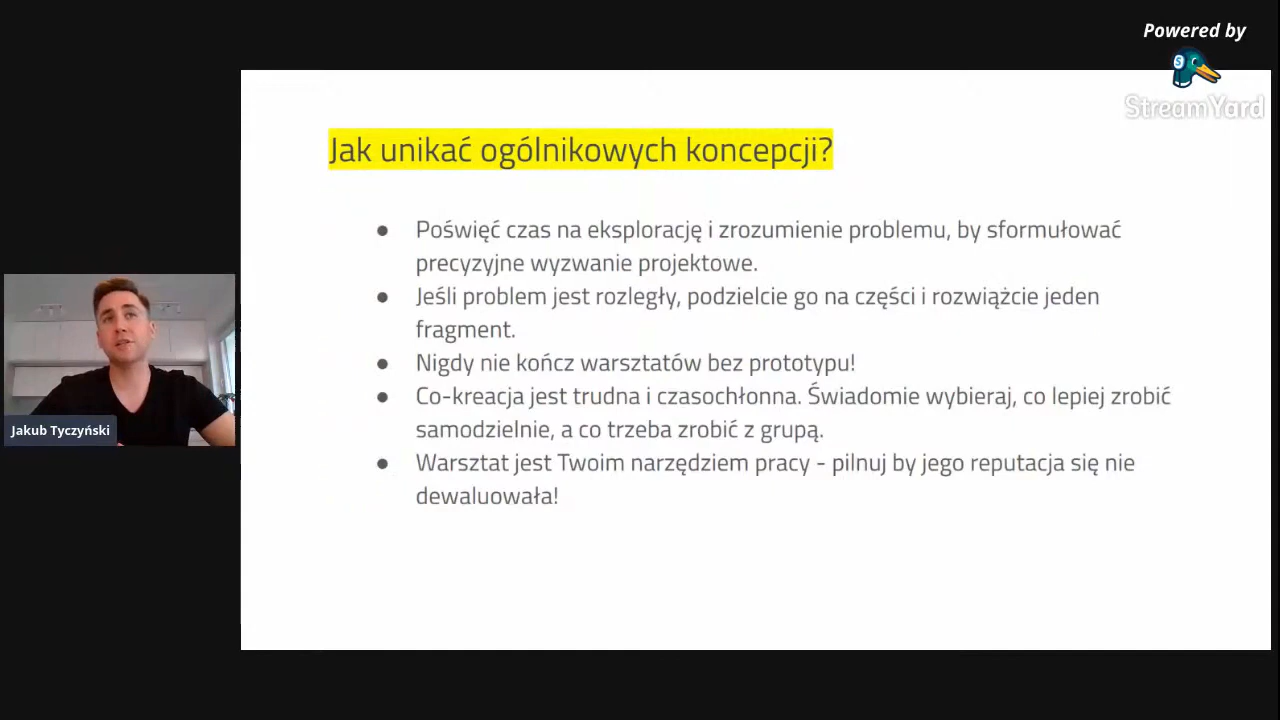 Powered by
StreamYard
Jak unikać ogólnikowych koncepcji?
● Poświęć czas na eksplorację i zrozumienie problemu, by sformułować
precyzyjne wyzwanie projektowe.
● Jeśli problem jest rozległy, podzielcie go na części i rozwiążcie jeden
fragment.
● Nigdy nie kończ warsztatów bez prototypu!
● Co-kreacja jest trudna i czasochłonna. Świadomie wybieraj, co lepiej zrobić
samodzielnie, a co trzeba zrobić z grupą.
● Warsztat jest Twoim narzędziem pracy - pilnuj by jego reputacja się nie
dewaluowała!
Jakub Tyczyński